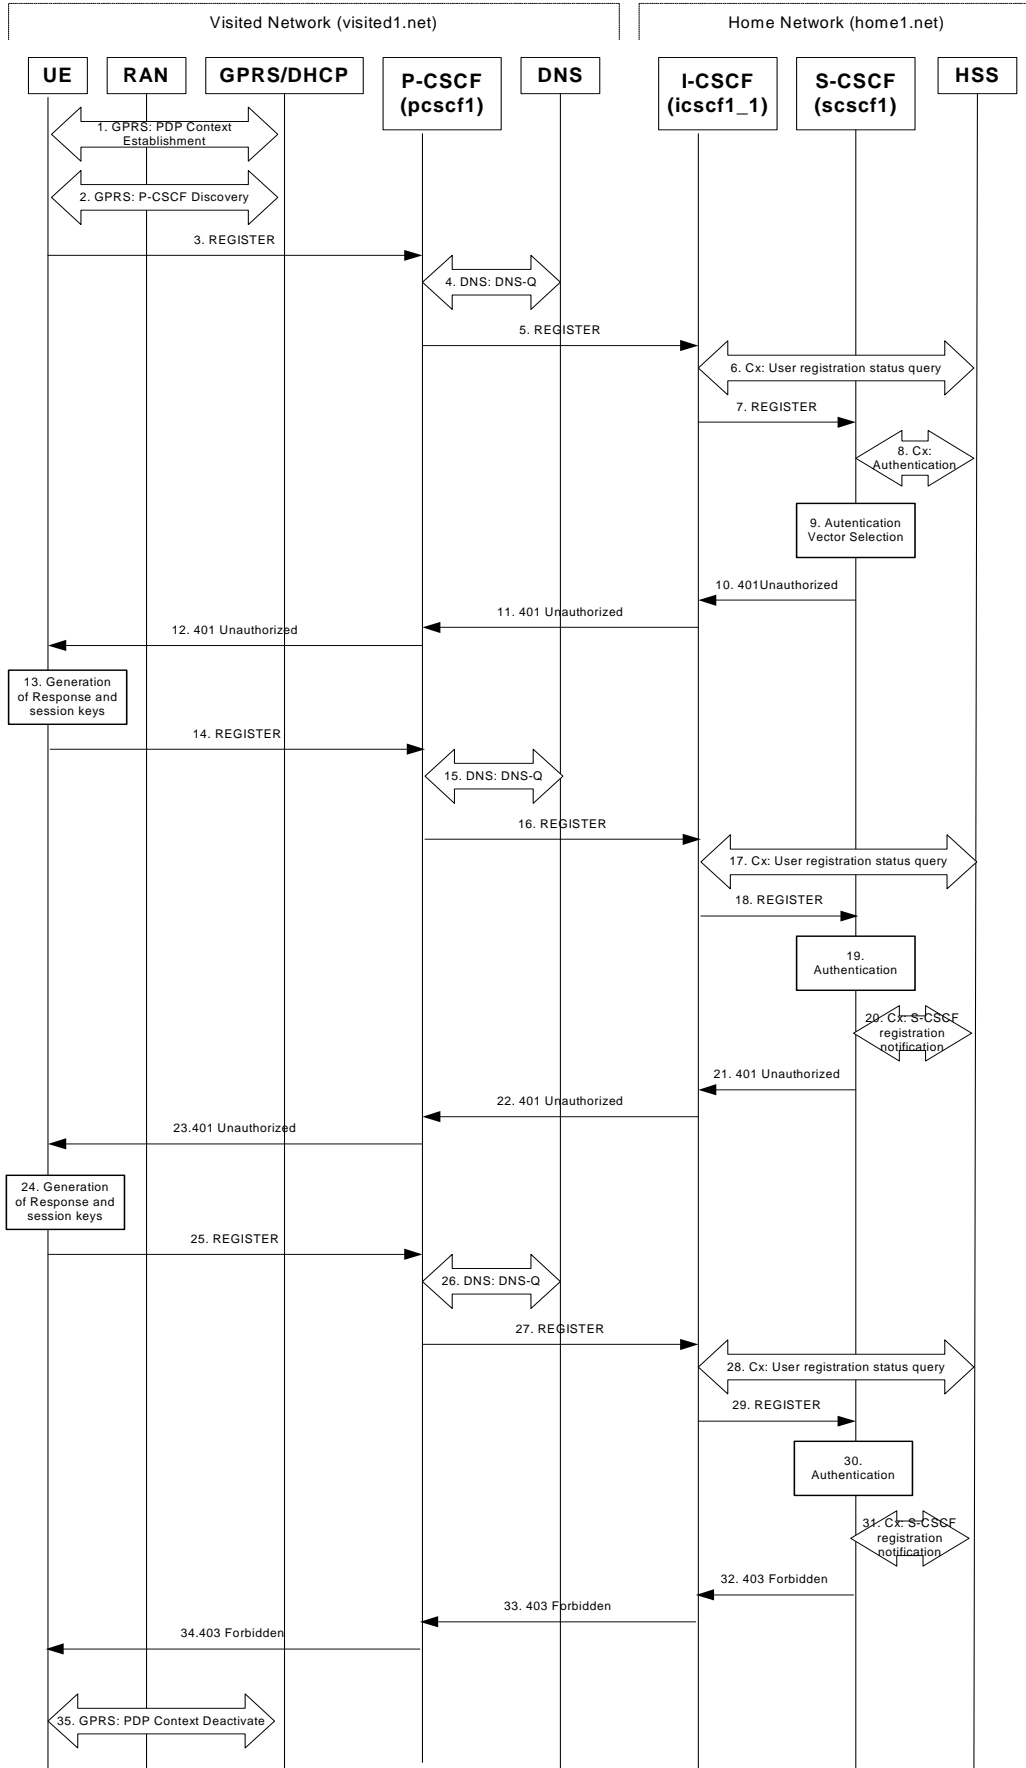 Visited Network (visited1.net)
Home Network (home1.net)
UE
RAN
GPRS/DHCP
P-CSCF
(pcscf1)
DNS
I-CSCF
(icscf1_1)
S-CSCF
(scscf1)
HSS
1. GPRS: PDP Context
Establishment
2. GPRS: P-CSCF Discovery
3. REGISTER
4. DNS: DNS-Q
5. REGISTER
6. Cx: User registration status query
7. REGISTER
8. Cx:
Authentication
9. Autentication
Vector Selection
10. 401Unauthorized
11. 401 Unauthorized
12. 401 Unauthorized
13. Generation
of Response and
session keys
14. REGISTER
15. DNS: DNS-Q
16. REGISTER
17. Cx: User registration status query
18. REGISTER
19.
Authentication
20. Cx: S-CSCF
registration
notification
21. 401 Unauthorized
22. 401 Unauthorized
23.401 Unauthorized
24. Generation
of Response and
session keys
25. REGISTER
26. DNS: DNS-Q
27. REGISTER
28. Cx: User registration status query
29. REGISTER
30.
Authentication
31. Cx: S-CSCF
registration
notification
32. 403 Forbidden
33. 403 Forbidden
34.403 Forbidden
35. GPRS: PDP Context Deactivate